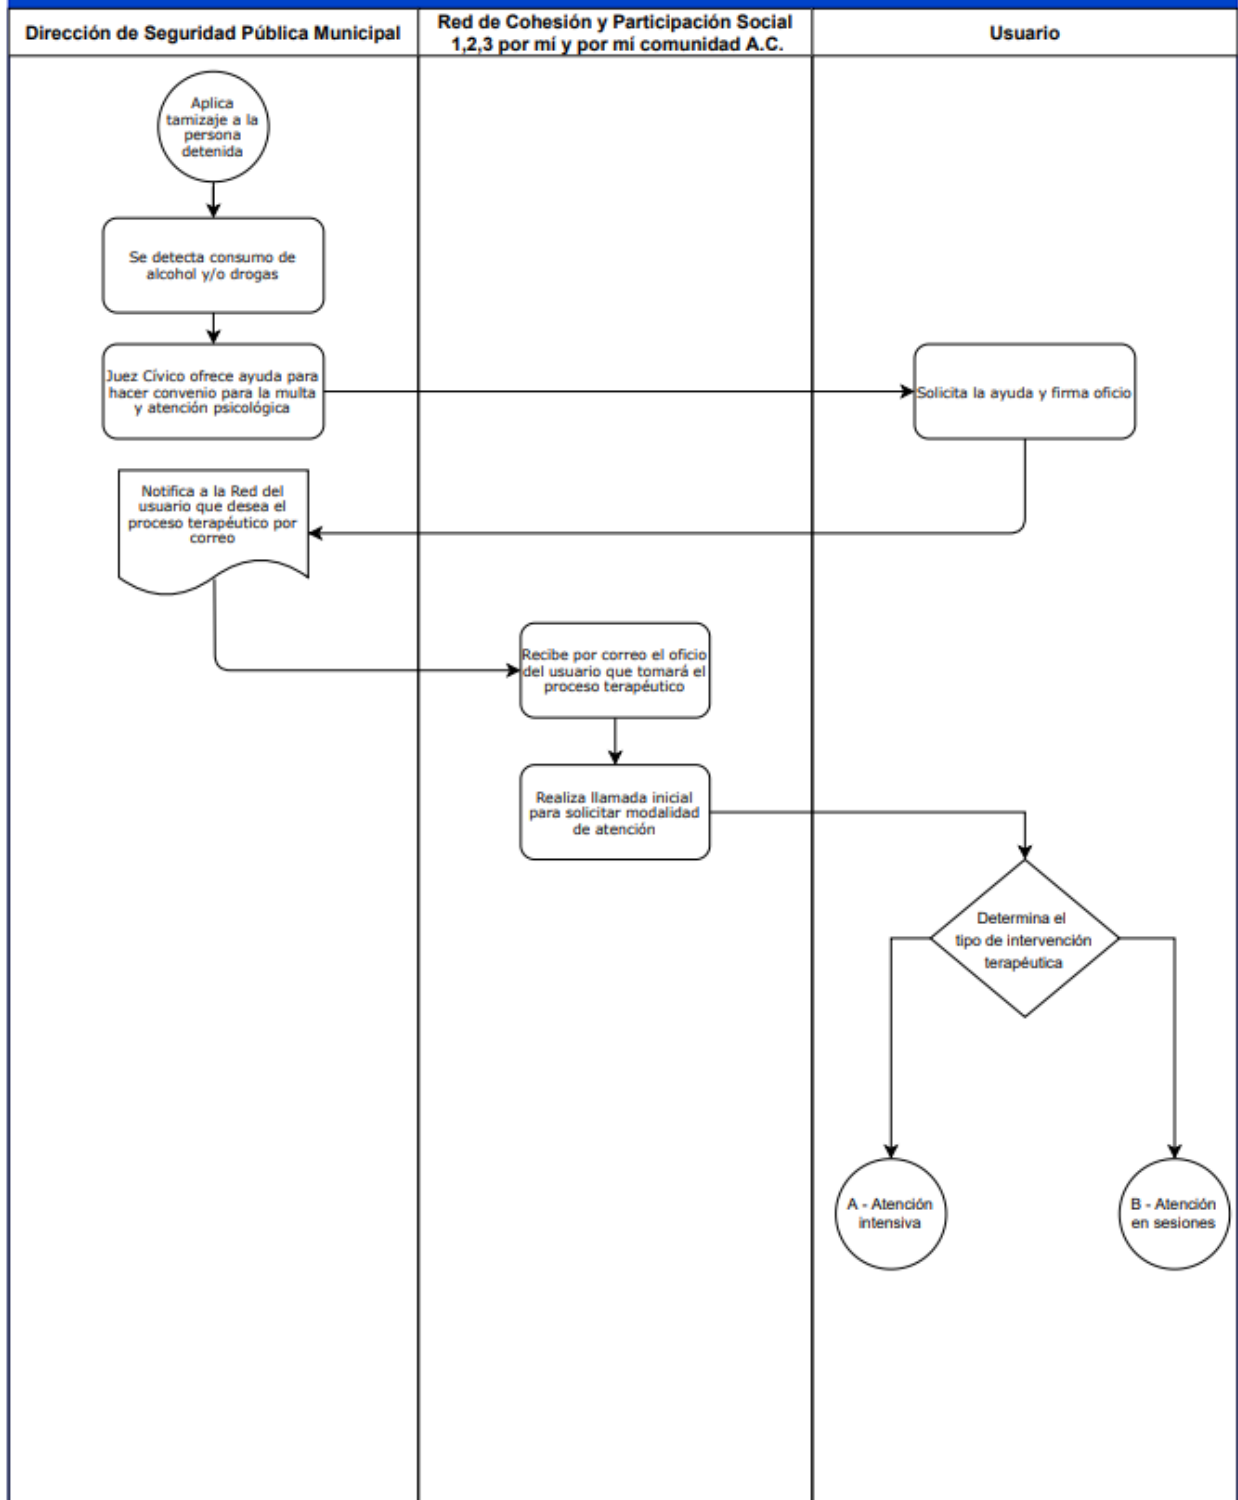 Dirección de Seguridad Pública Municipal
Red de Cohesión y Participación Social
1,2,3 por mí y por mí comunidad A.C.
Usuario
Aplica
tamizaje a la
persona
detenida
Se detecta consumo de
alcohol y/o drogas
Juez Cívico ofrece ayuda para
hacer convenio para la multa
y atención psicológica
Solicita la ayuda y firma oficio
Notifica a la Red del
usuario que desea el
proceso terapéutico por
correo
Recibe por correo el oficio
del usuario que tomará el
proceso terapéutico
Realiza llamada inicial
para solicitar modalidad
de atención
Determina el
tipo de intervención
terapéutica
A - Atención
intensiva
B - Atención
en sesiones